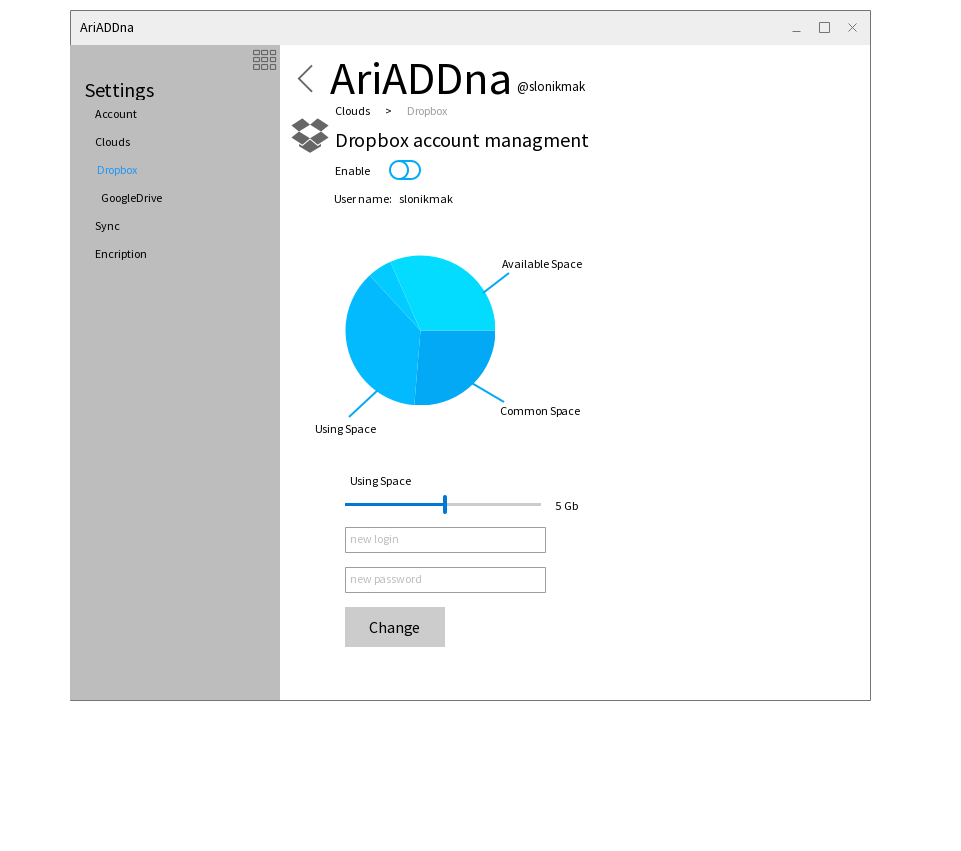 AriADDna
Settings
Account
Clouds
Dropbox
GoogleDrive
Sync
Encription
AriADDna @slonikmak
Clouds > Dropbox
Dropbox account managment
Enable
User name: slonikmak
Available Space
Common Space
Using Space
Using Space
5 Gb
new login
new password
Change